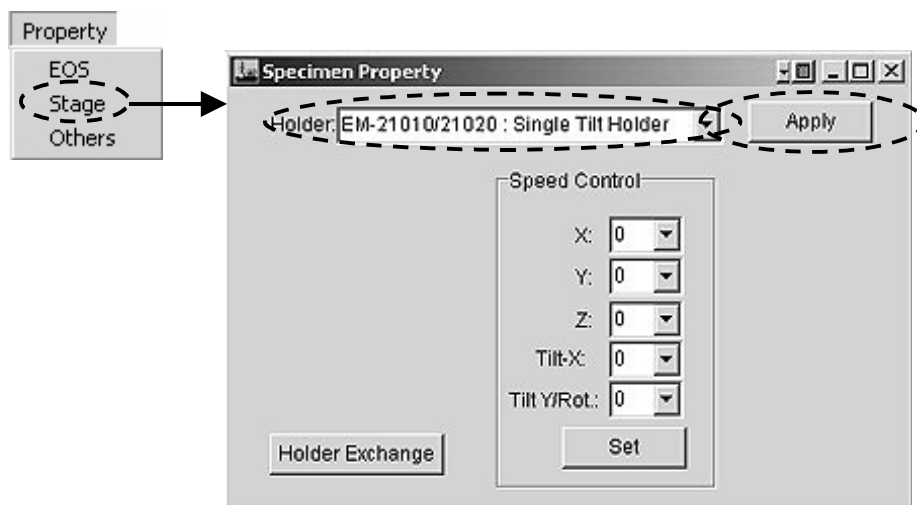 Property
EOS
Stage
Others
Specimen Property
Holder: EM-21010/21020 : Single Tilt Holder
Apply
Speed Control
X: 0
Y: 0
Z: 0
Tilt-X: 0
Tilt Y/Rot.: 0
Holder Exchange
Set